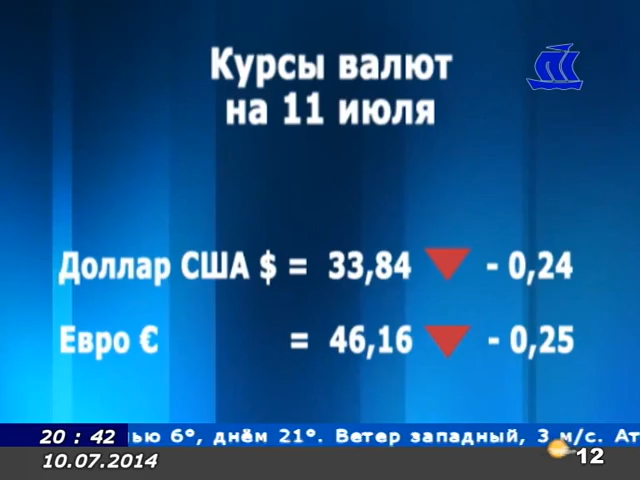 Курсы валют
на 11 июля
Доллар США $ = 33,84 - 0,24
Евро € = 46,16 - 0,25
20 : 42 ью 6°, днём 21°. Ветер западный, 3 м/с. Ат
10.07.2014 12